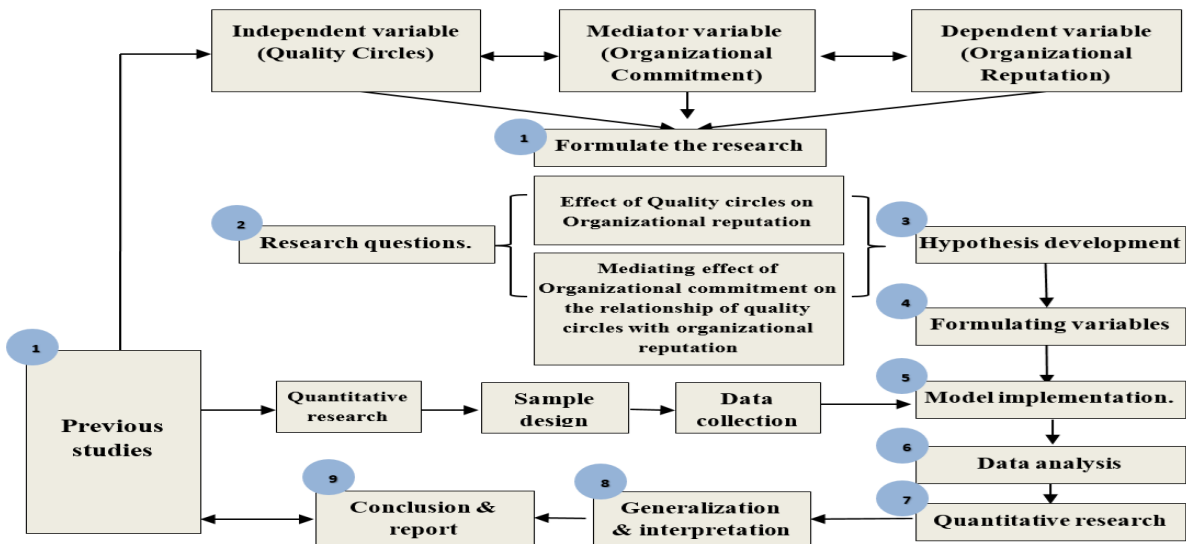 Independent variable
(Quality Circles)
Mediator variable
(Organizational
Commitment)
Dependent variable
(Organizational
Reputation)
1
Formulate the research
2
Research questions.
Effect of Quality circles on
Organizational reputation
Mediating effect of
Organizational commitment on
the relationship of quality
circles with organizational
reputation
3
Hypothesis development
4
Formulating variables
1
Previous
studies
Quantitative
research
Sample
design
Data
collection
5
Model implementation.
6
Data analysis
7
Quantitative research
8
Generalization
& interpretation
9
Conclusion &
report